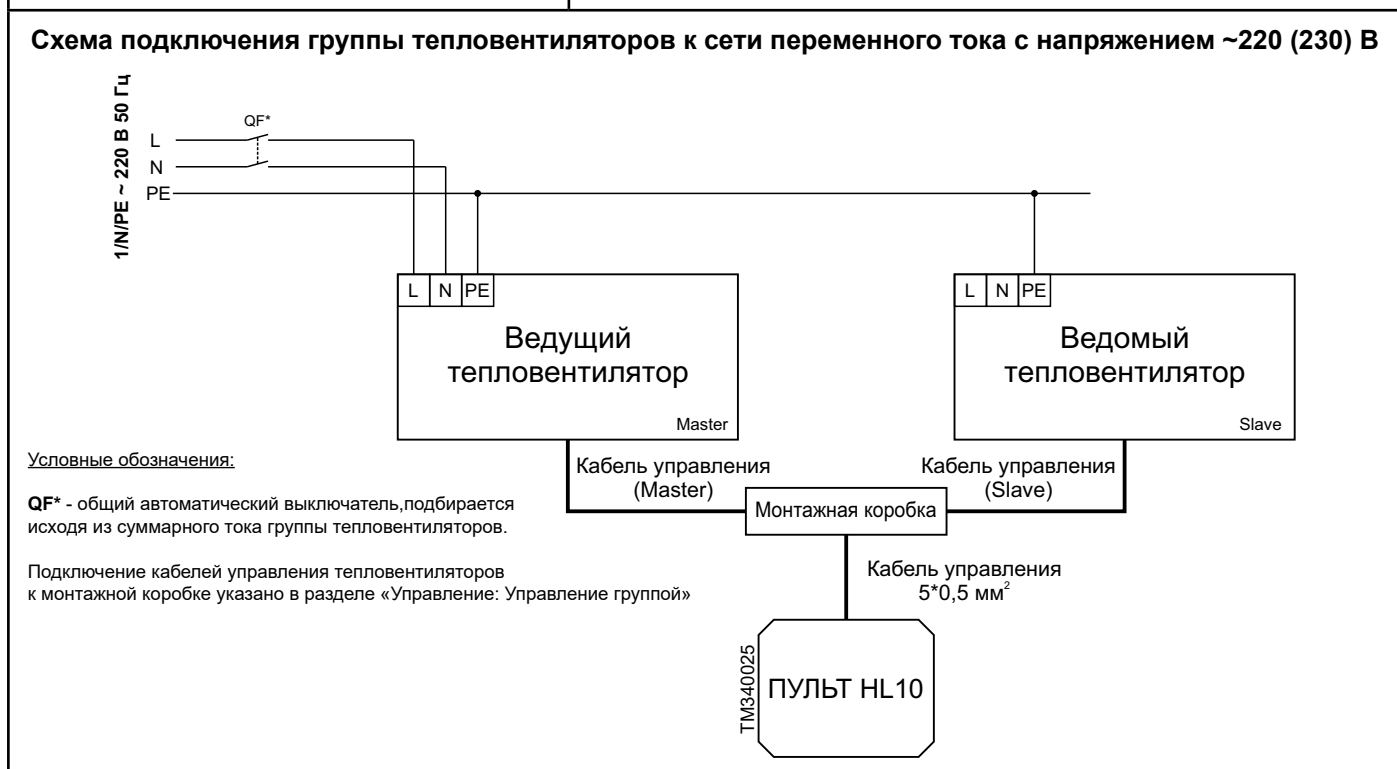 Схема подключения группы тепловентиляторов к сети переменного тока с напряжением ~220 (230) В
1/N/PE ~ 220 В 50 Гц
QF*
L
N
PE
L N PE
Ведущий
тепловентилятор
Master
L N PE
Ведомый
тепловентилятор
Slave
Условные обозначения:
QF* - общий автоматический выключатель,подбирается
исходя из суммарного тока группы тепловентиляторов.
Подключение кабелей управления тепловентиляторов
к монтажной коробке указано в разделе «Управление: Управление группой»
Кабель управления
(Master)
Кабель управления
(Slave)
Монтажная коробка
Кабель управления
5*0,5 мм²
TM340025
ПУЛЬТ HL10